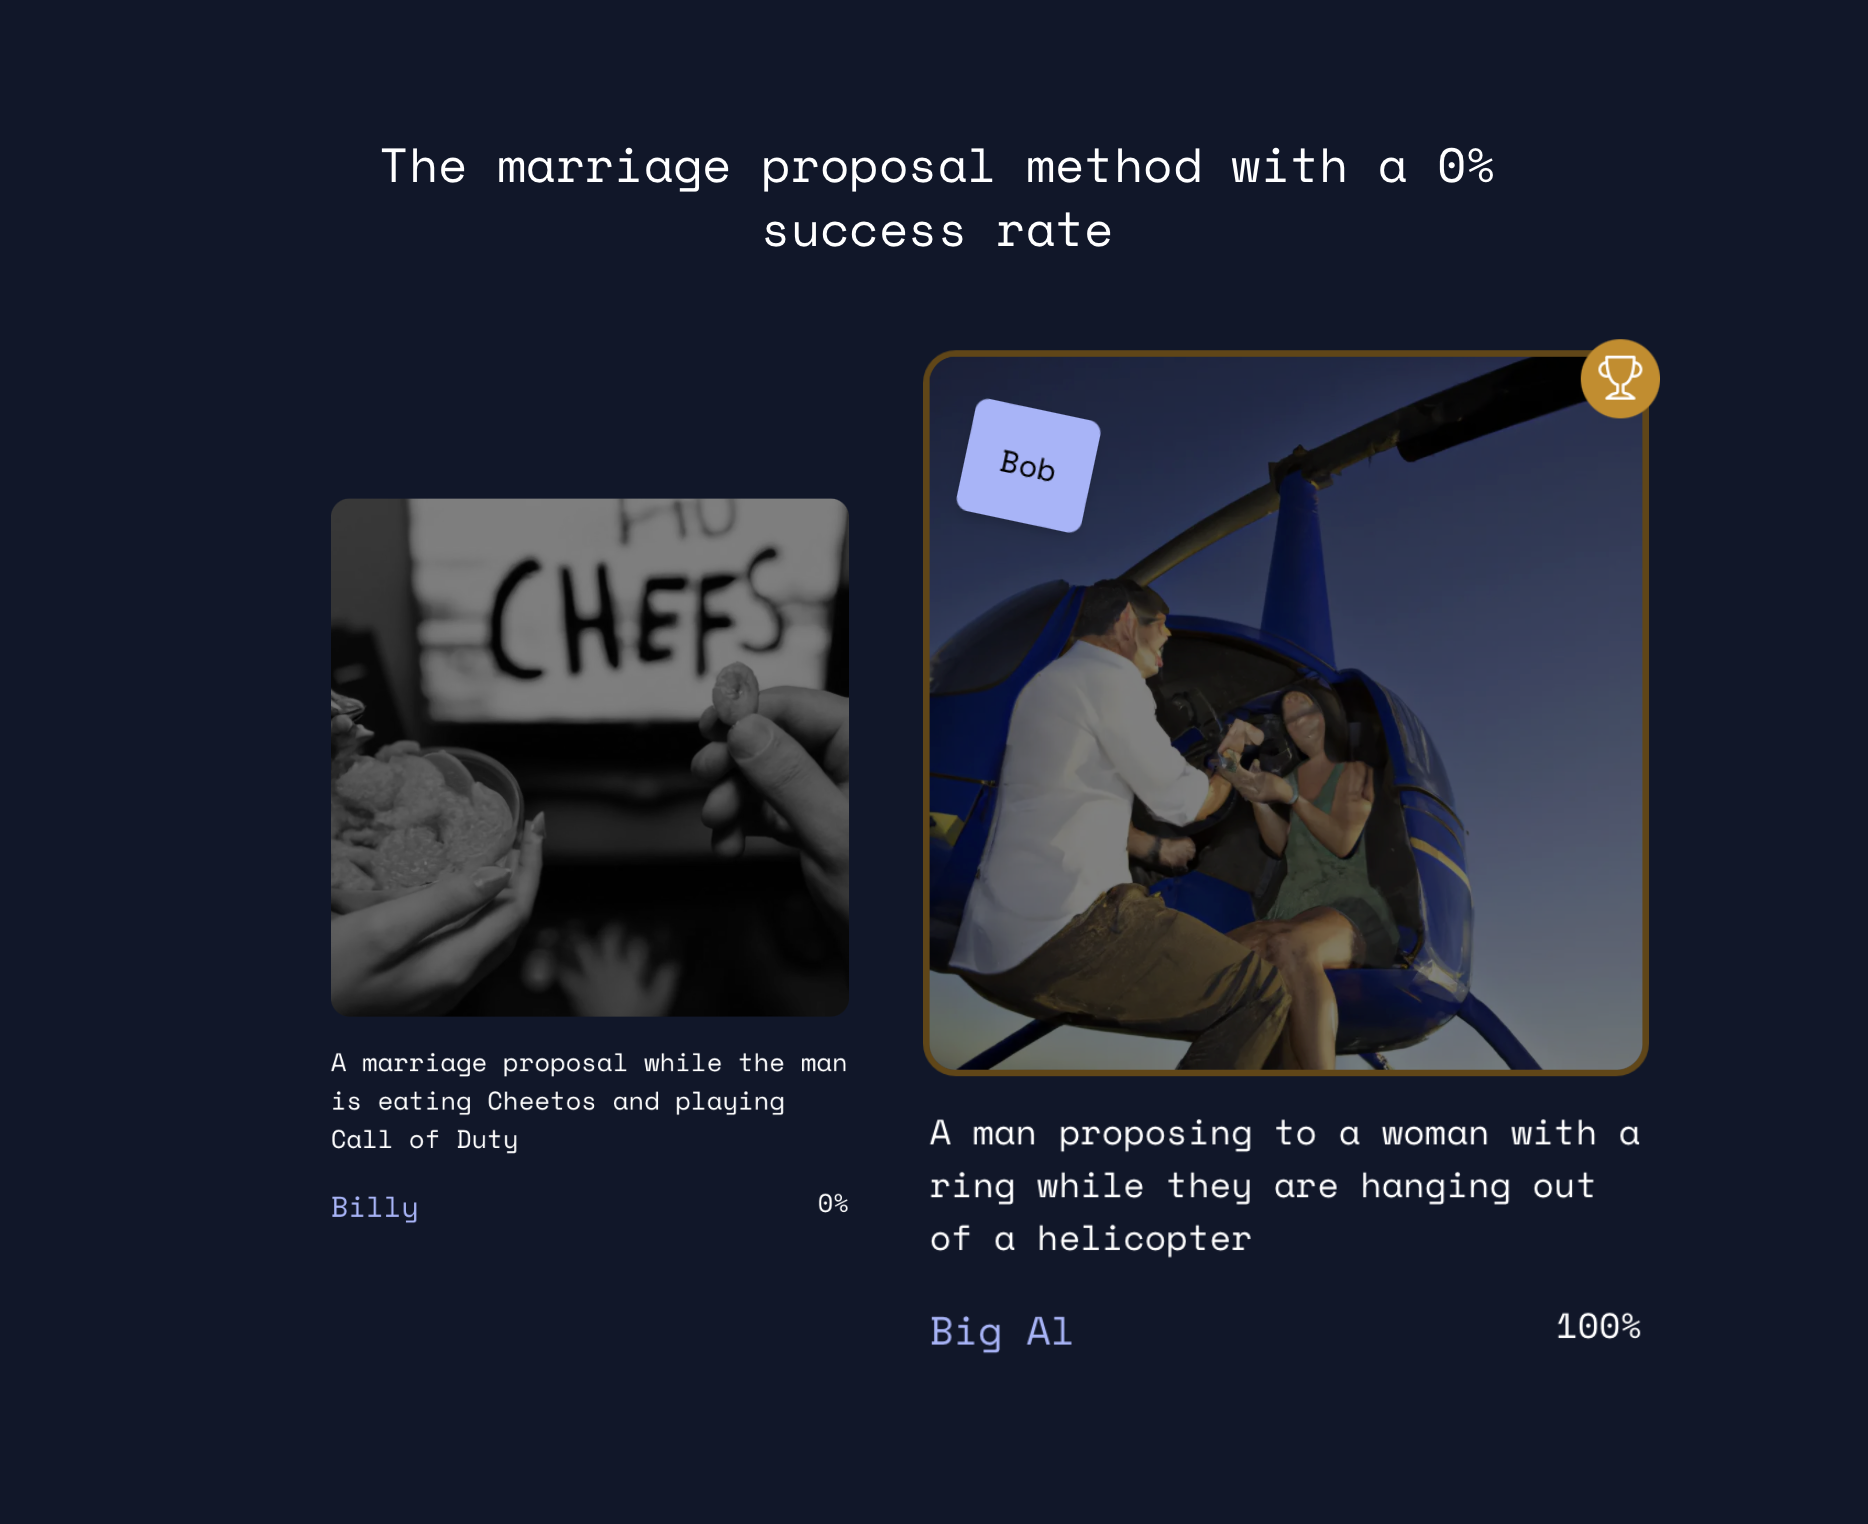 The marriage proposal method with a 0%
success rate
CHEFS
Bob
A marriage proposal while the man
is eating Cheetos and playing
Call of Duty
Billy
0%
A man proposing to a woman with a
ring while they are hanging out
of a helicopter
Big Al
100%